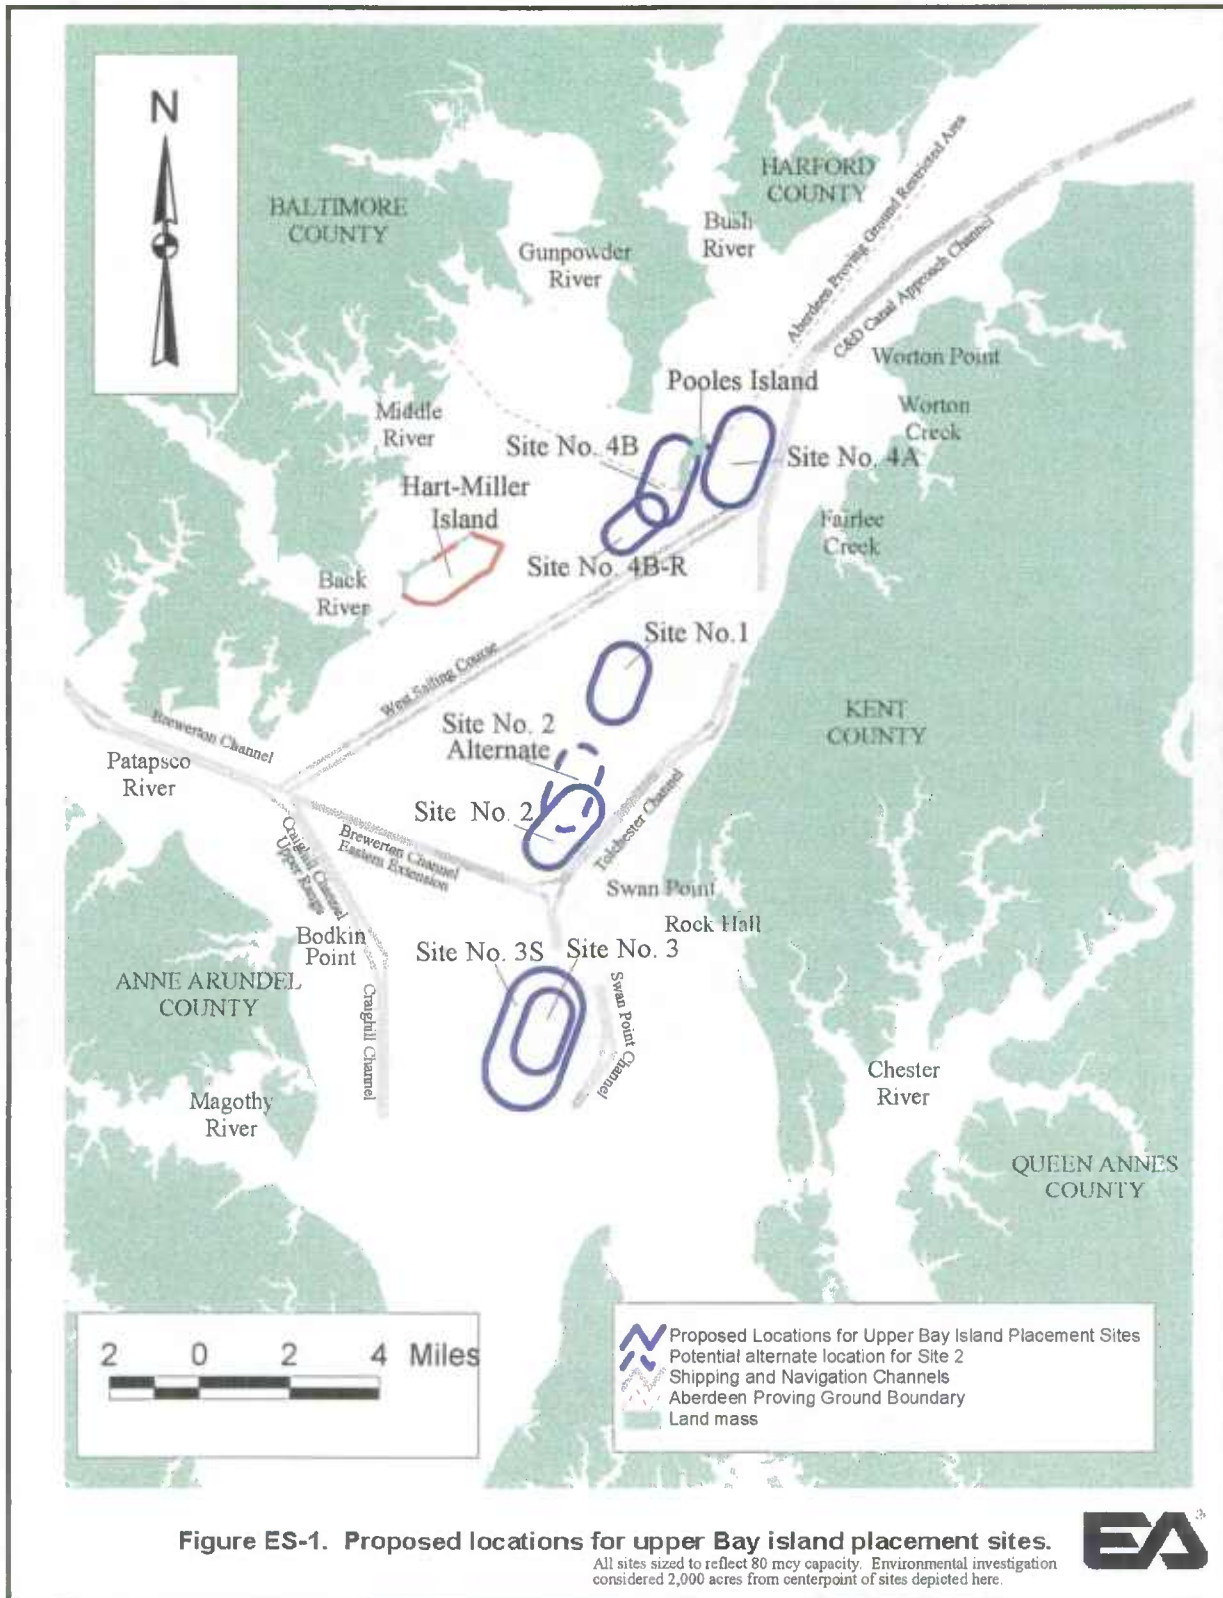 N
BALTIMORE
COUNTY
HARFORD
COUNTY
Bush
River
Gunpowder
River
Aberdeen Proving Ground Restricted Area
C&D Canal Approach Channel
Worton Point
Pooles Island
Worton
Creek
Middle
River
Site No. 4B
Site No. 4A
Hart-Miller
Island
Fairlee
Creek
Site No. 4B-R
Back
River
Site No.1
West Sailing Course
KENT
COUNTY
Site No. 2
Alternate
Brewerton Channel
Patapsco
River
Site No. 2
Tolchester Channel
Brewerton Channel
Eastern Extension
Craighill Channel
Upper Range
Swan Point
Rock Hall
Bodkin
Point
Site No. 3S
Site No. 3
ANNE ARUNDEL
COUNTY
Craighill Channel
Swan Point Channel
Chester
River
Magothy
River
QUEEN ANNES
COUNTY
2 0 2 4 Miles
Proposed Locations for Upper Bay Island Placement Sites
Potential alternate location for Site 2
Shipping and Navigation Channels
Aberdeen Proving Ground Boundary
Land mass
Figure ES-1. Proposed locations for upper Bay island placement sites.
All sites sized to reflect 80 mcy capacity. Environmental investigation
considered 2,000 acres from centerpoint of sites depicted here.
EA
®